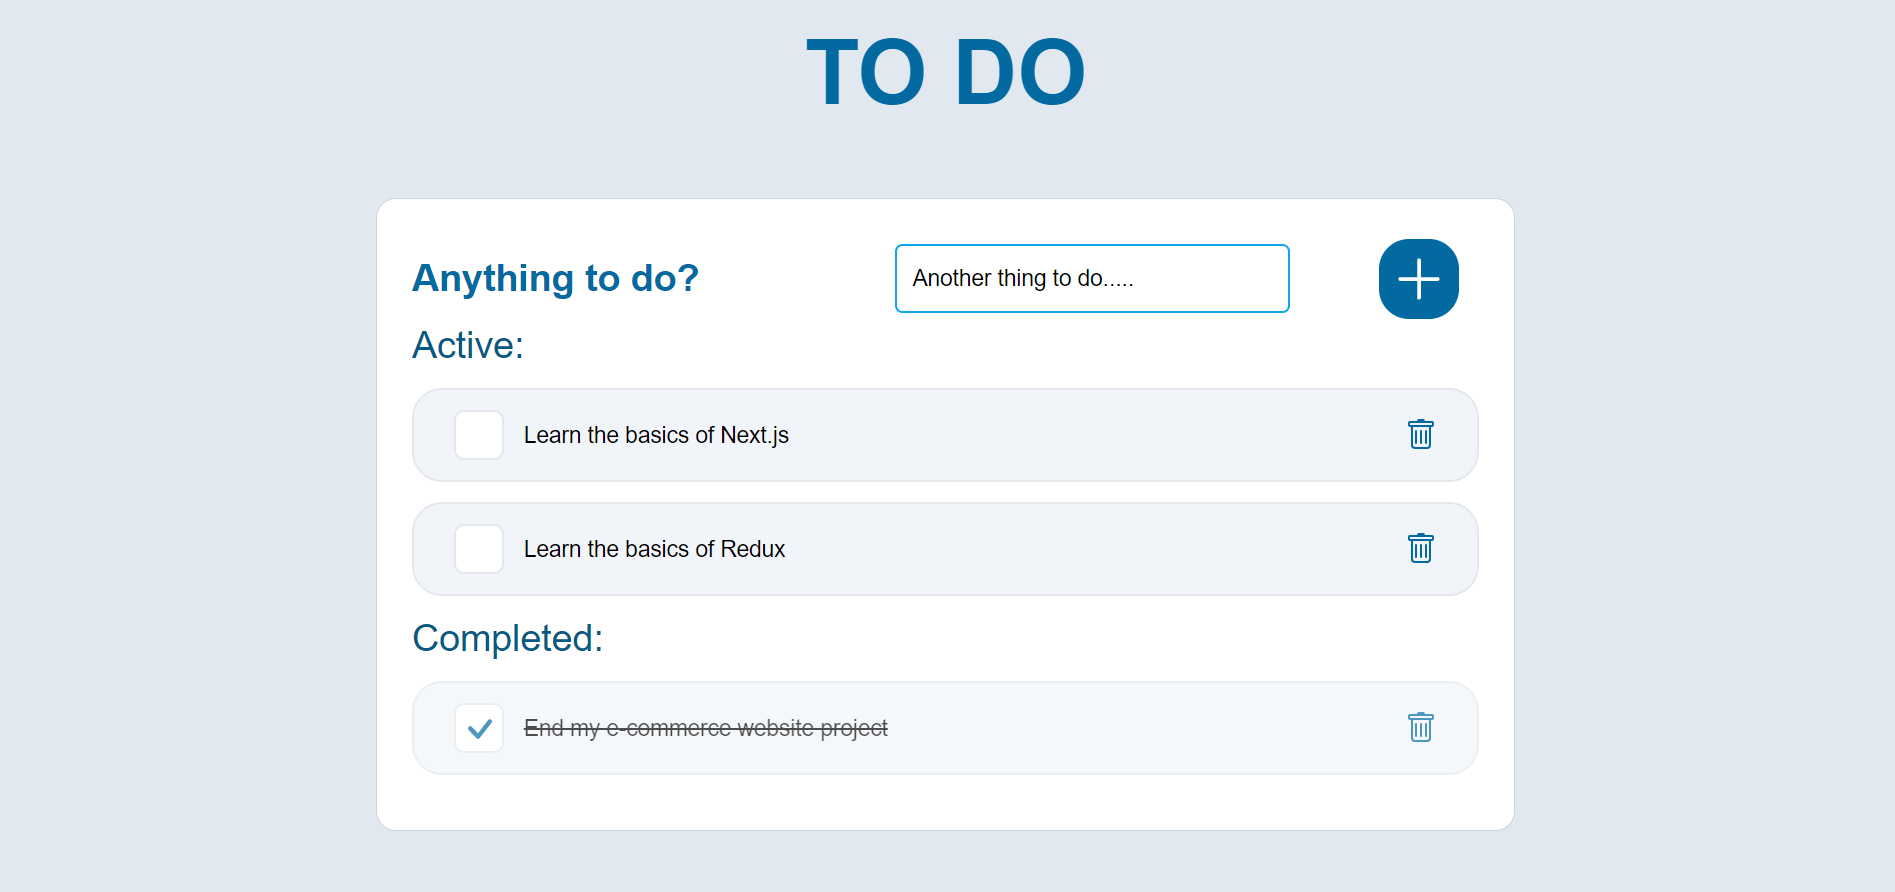 TO DO
Anything to do?
Another thing to do.....
Active:
Learn the basics of Next.js
Learn the basics of Redux
Completed:
End my e-commerce website project